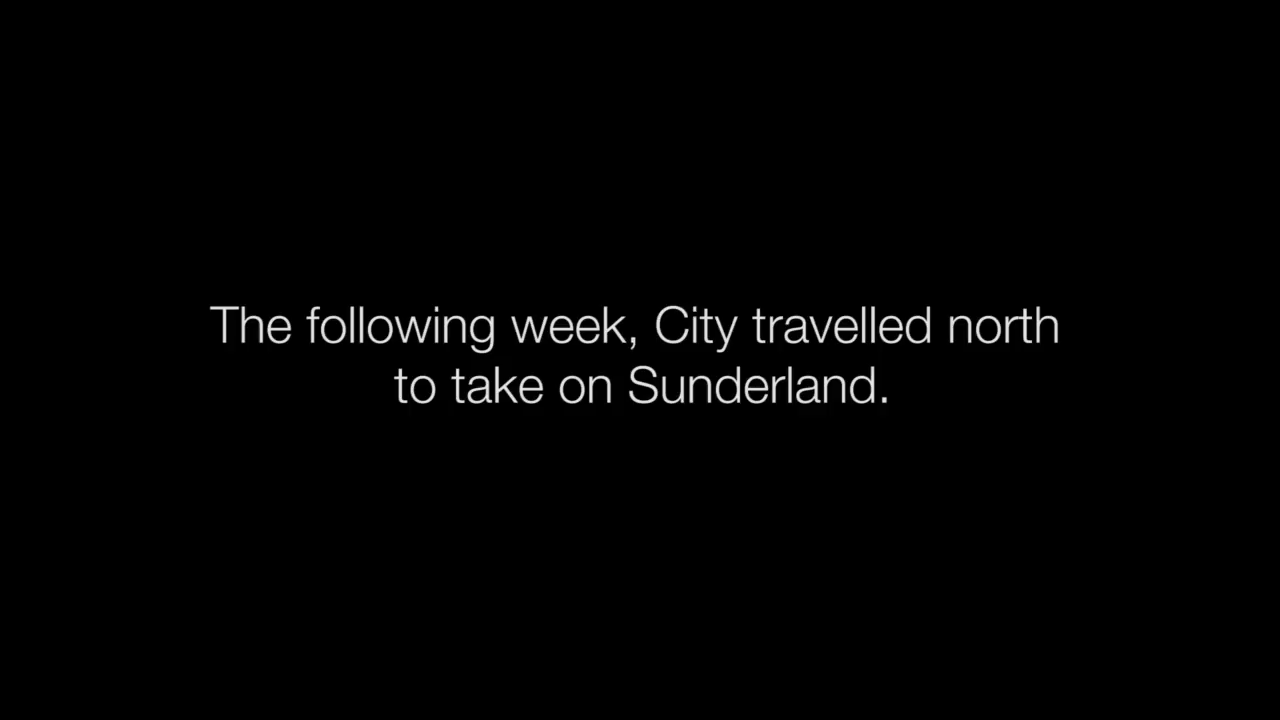 The following week, City travelled north
to take on Sunderland.